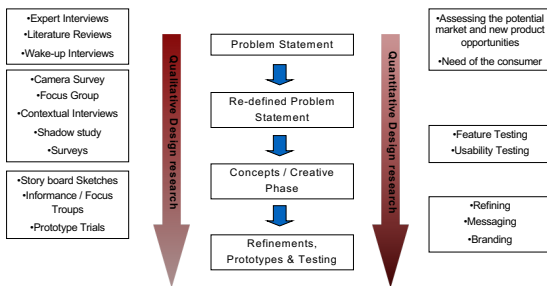 •Expert Interviews
•Literature Reviews
•Wake-up Interviews
•Camera Survey
•Focus Group
•Contextual Interviews
•Shadow study
•Surveys
•Story board Sketches
•Informance / Focus
Troups
•Prototype Trials
Qualitative Design research
Problem Statement
Re-defined Problem
Statement
Concepts / Creative
Phase
Refinements,
Prototypes & Testing
Quantitative Design research
•Assessing the potential
market and new product
opportunities
•Need of the consumer
•Feature Testing
•Usability Testing
•Refining
•Messaging
•Branding